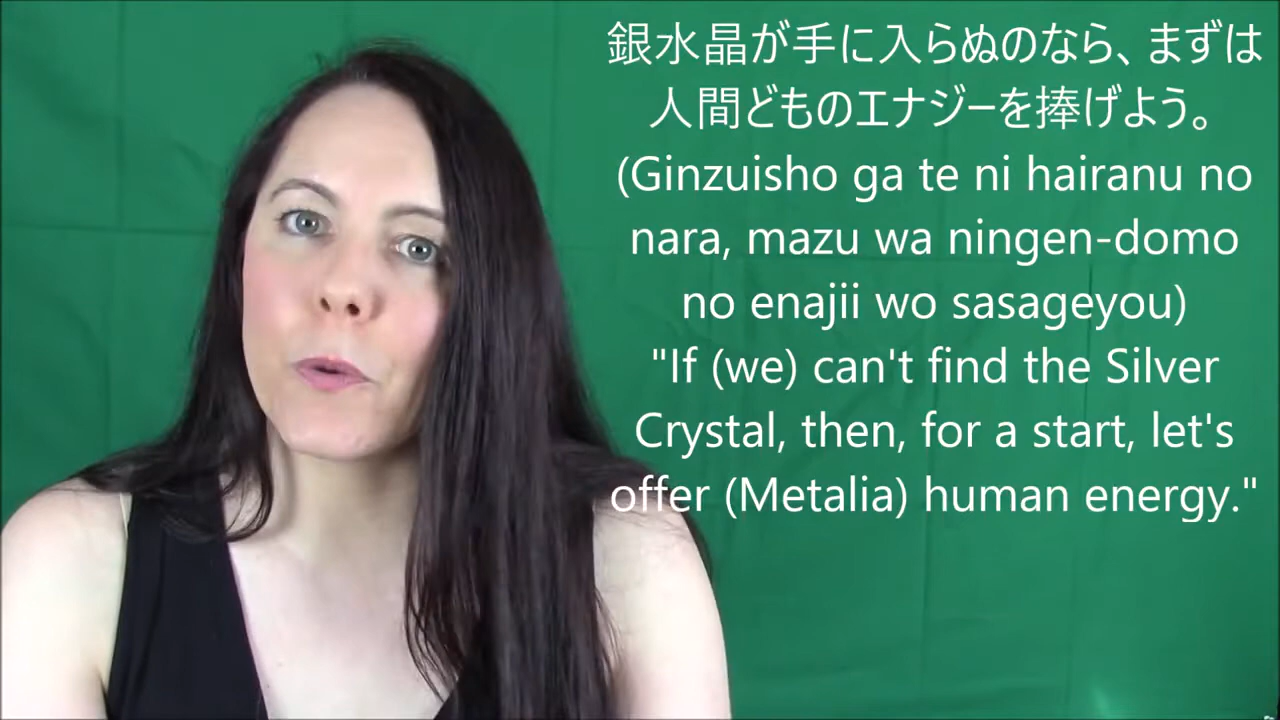 銀水晶が手に入らぬのなら、まずは
人間どものエナジーを捧げよう。
(Ginzuisho ga te ni hairanu no
nara, mazu wa ningen-domo
no enajii wo sasageyou)
"If (we) can't find the Silver
Crystal, then, for a start, let's
offer (Metalia) human energy."